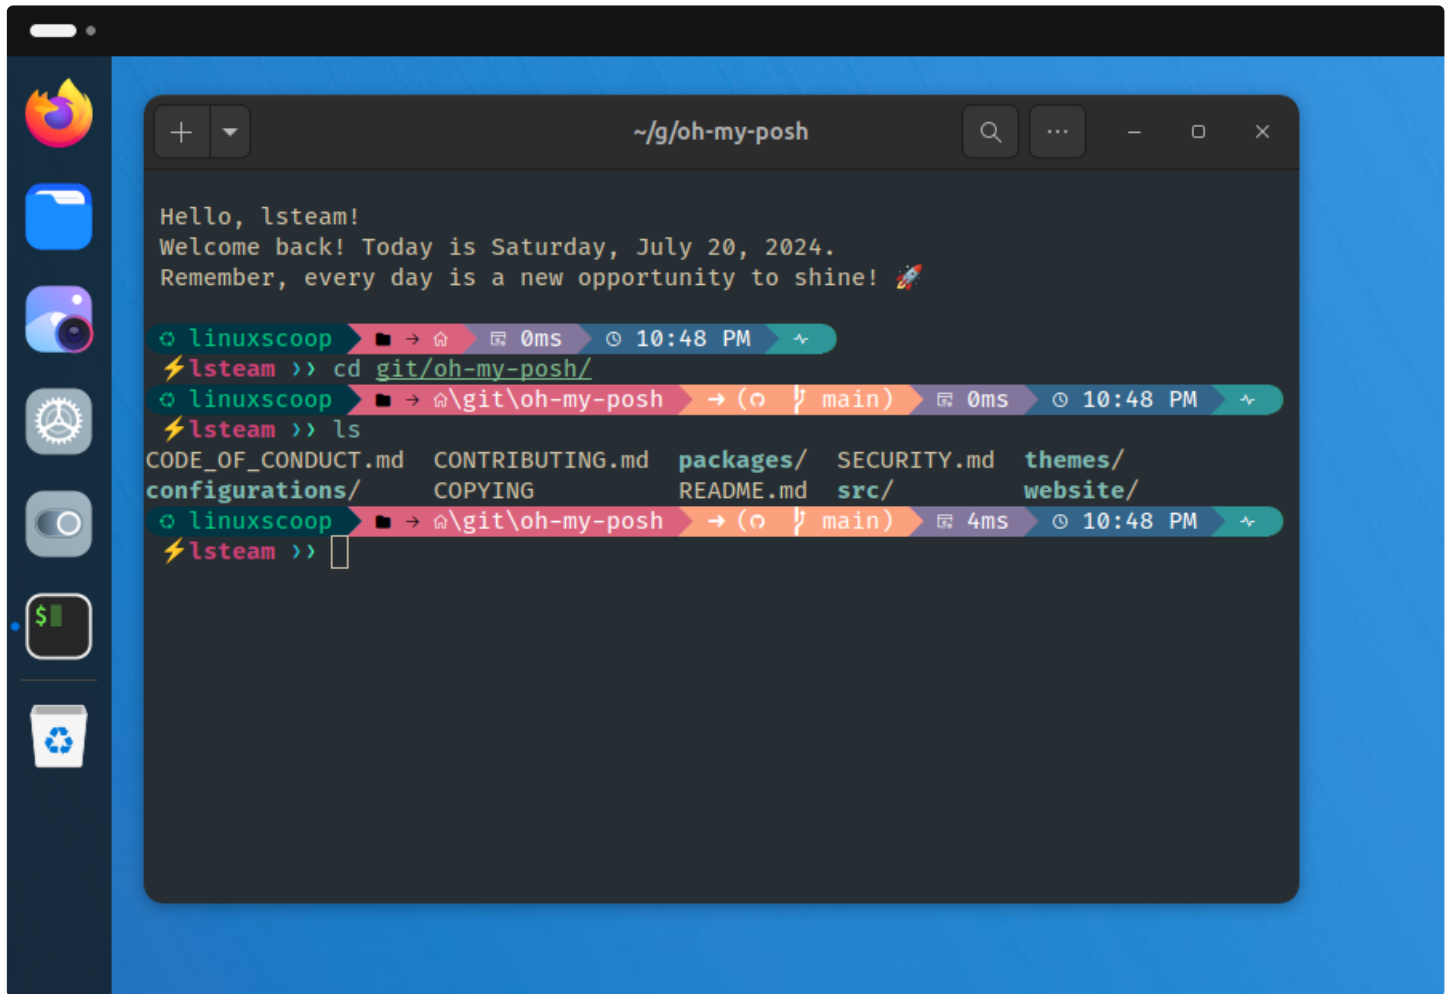 ~/g/oh-my-posh
Hello, lsteam!
Welcome back! Today is Saturday, July 20, 2024.
Remember, every day is a new opportunity to shine! 🚀
linuxscoop → 0ms 10:48 PM
⚡lsteam ❯❯ cd git/oh-my-posh/
linuxscoop → \git\oh-my-posh → ( main) 0ms 10:48 PM
⚡lsteam ❯❯ ls
CODE_OF_CONDUCT.md CONTRIBUTING.md packages/ SECURITY.md themes/
configurations/ COPYING README.md src/ website/
linuxscoop → \git\oh-my-posh → ( main) 4ms 10:48 PM
⚡lsteam ❯❯
$